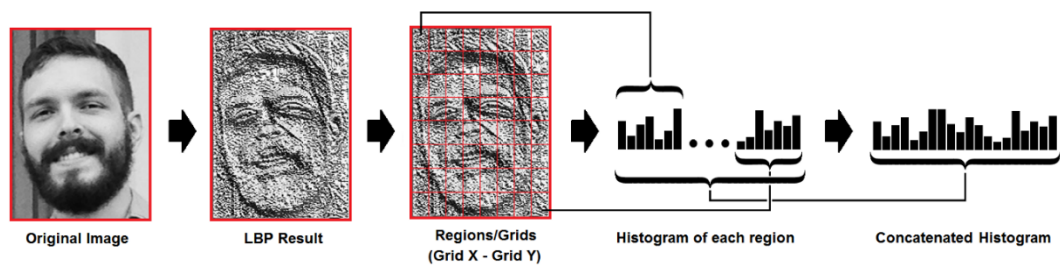 Original Image
LBP Result
Regions/Grids
(Grid X - Grid Y)
Histogram of each region
Concatenated Histogram